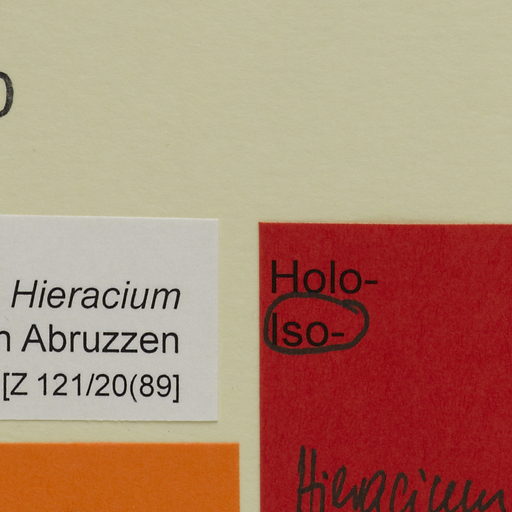 Hieracium
Abruzzen
[Z 121/20(89]
Holo-
Iso-
Hieracium